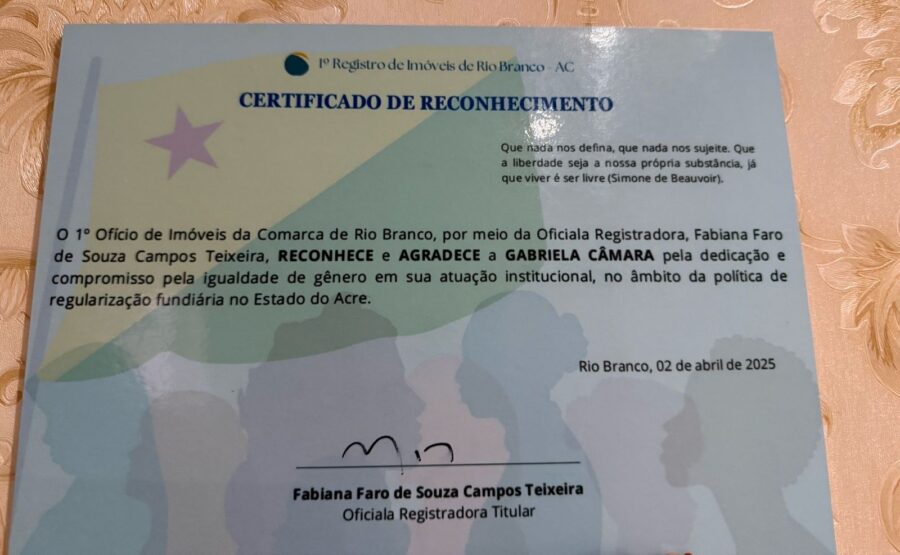 1º Registro de Imóveis de Rio Branco - AC
CERTIFICADO DE RECONHECIMENTO
Que nada nos defina, que nada nos sujeite. Que
a liberdade seja a nossa própria substância, já
que viver é ser livre (Simone de Beauvoir).
O 1º Ofício de Imóveis da Comarca de Rio Branco, por meio da Oficiala Registradora, Fabiana Faro
de Souza Campos Teixeira, RECONHECE e AGRADECE a GABRIELA CÂMARA pela dedicação e
compromisso pela igualdade de gênero em sua atuação institucional, no âmbito da política de
regularização fundiária no Estado do Acre.
Rio Branco, 02 de abril de 2025
Fabiana Faro de Souza Campos Teixeira
Oficiala Registradora Titular